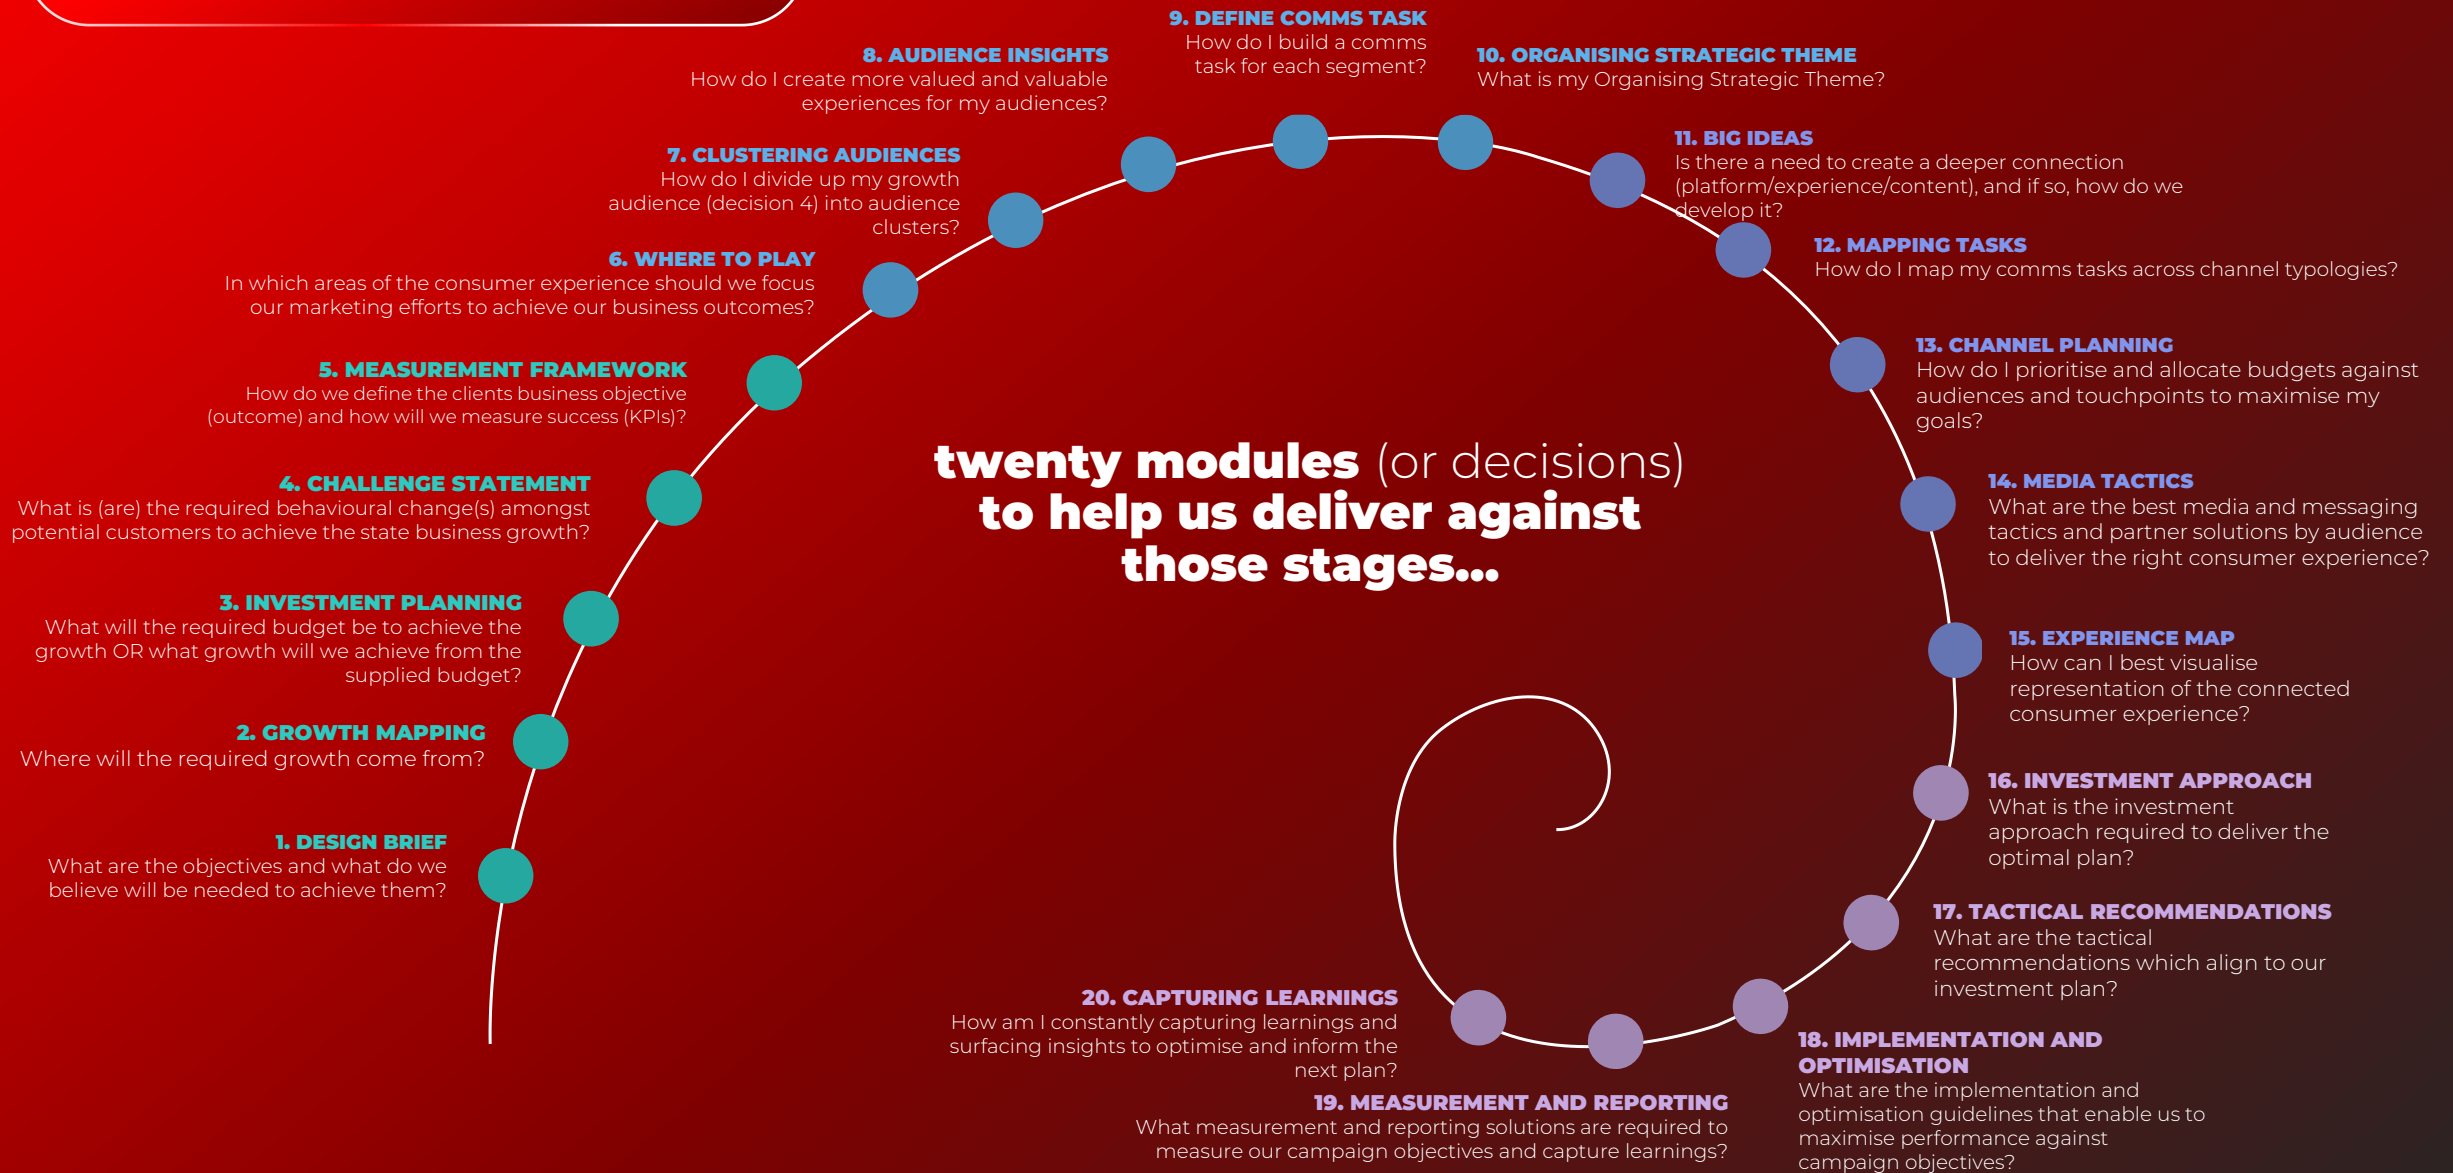 9. DEFINE COMMS TASK
How do I build a comms
task for each segment?
8. AUDIENCE INSIGHTS
How do I create more valued and valuable
experiences for my audiences?
10. ORGANISING STRATEGIC THEME
What is my Organising Strategic Theme?
7. CLUSTERING AUDIENCES
How do I divide up my growth
audience (decision 4) into audience
clusters?
11. BIG IDEAS
Is there a need to create a deeper connection
(platform/experience/content), and if so, how do we
develop it?
6. WHERE TO PLAY
In which areas of the consumer experience should we focus
our marketing efforts to achieve our business outcomes?
12. MAPPING TASKS
How do I map my comms tasks across channel typologies?
5. MEASUREMENT FRAMEWORK
How do we define the clients business objective
(outcome) and how will we measure success (KPIs)?
13. CHANNEL PLANNING
How do I prioritise and allocate budgets against
audiences and touchpoints to maximise my
goals?
twenty modules (or decisions)
to help us deliver against
those stages...
4. CHALLENGE STATEMENT
What is (are) the required behavioural change(s) amongst
potential customers to achieve the state business growth?
14. MEDIA TACTICS
What are the best media and messaging
tactics and partner solutions by audience
to deliver the right consumer experience?
3. INVESTMENT PLANNING
What will the required budget be to achieve the
growth OR what growth will we achieve from the
supplied budget?
15. EXPERIENCE MAP
How can I best visualise
representation of the connected
consumer experience?
2. GROWTH MAPPING
Where will the required growth come from?
16. INVESTMENT APPROACH
What is the investment
approach required to deliver the
optimal plan?
1. DESIGN BRIEF
What are the objectives and what do we
believe will be needed to achieve them?
17. TACTICAL RECOMMENDATIONS
What are the tactical
recommendations which align to our
investment plan?
20. CAPTURING LEARNINGS
How am I constantly capturing learnings and
surfacing insights to optimise and inform the
next plan?
18. IMPLEMENTATION AND
OPTIMISATION
What are the implementation and
optimisation guidelines that enable us to
maximise performance against
campaign objectives?
19. MEASUREMENT AND REPORTING
What measurement and reporting solutions are required to
measure our campaign objectives and capture learnings?